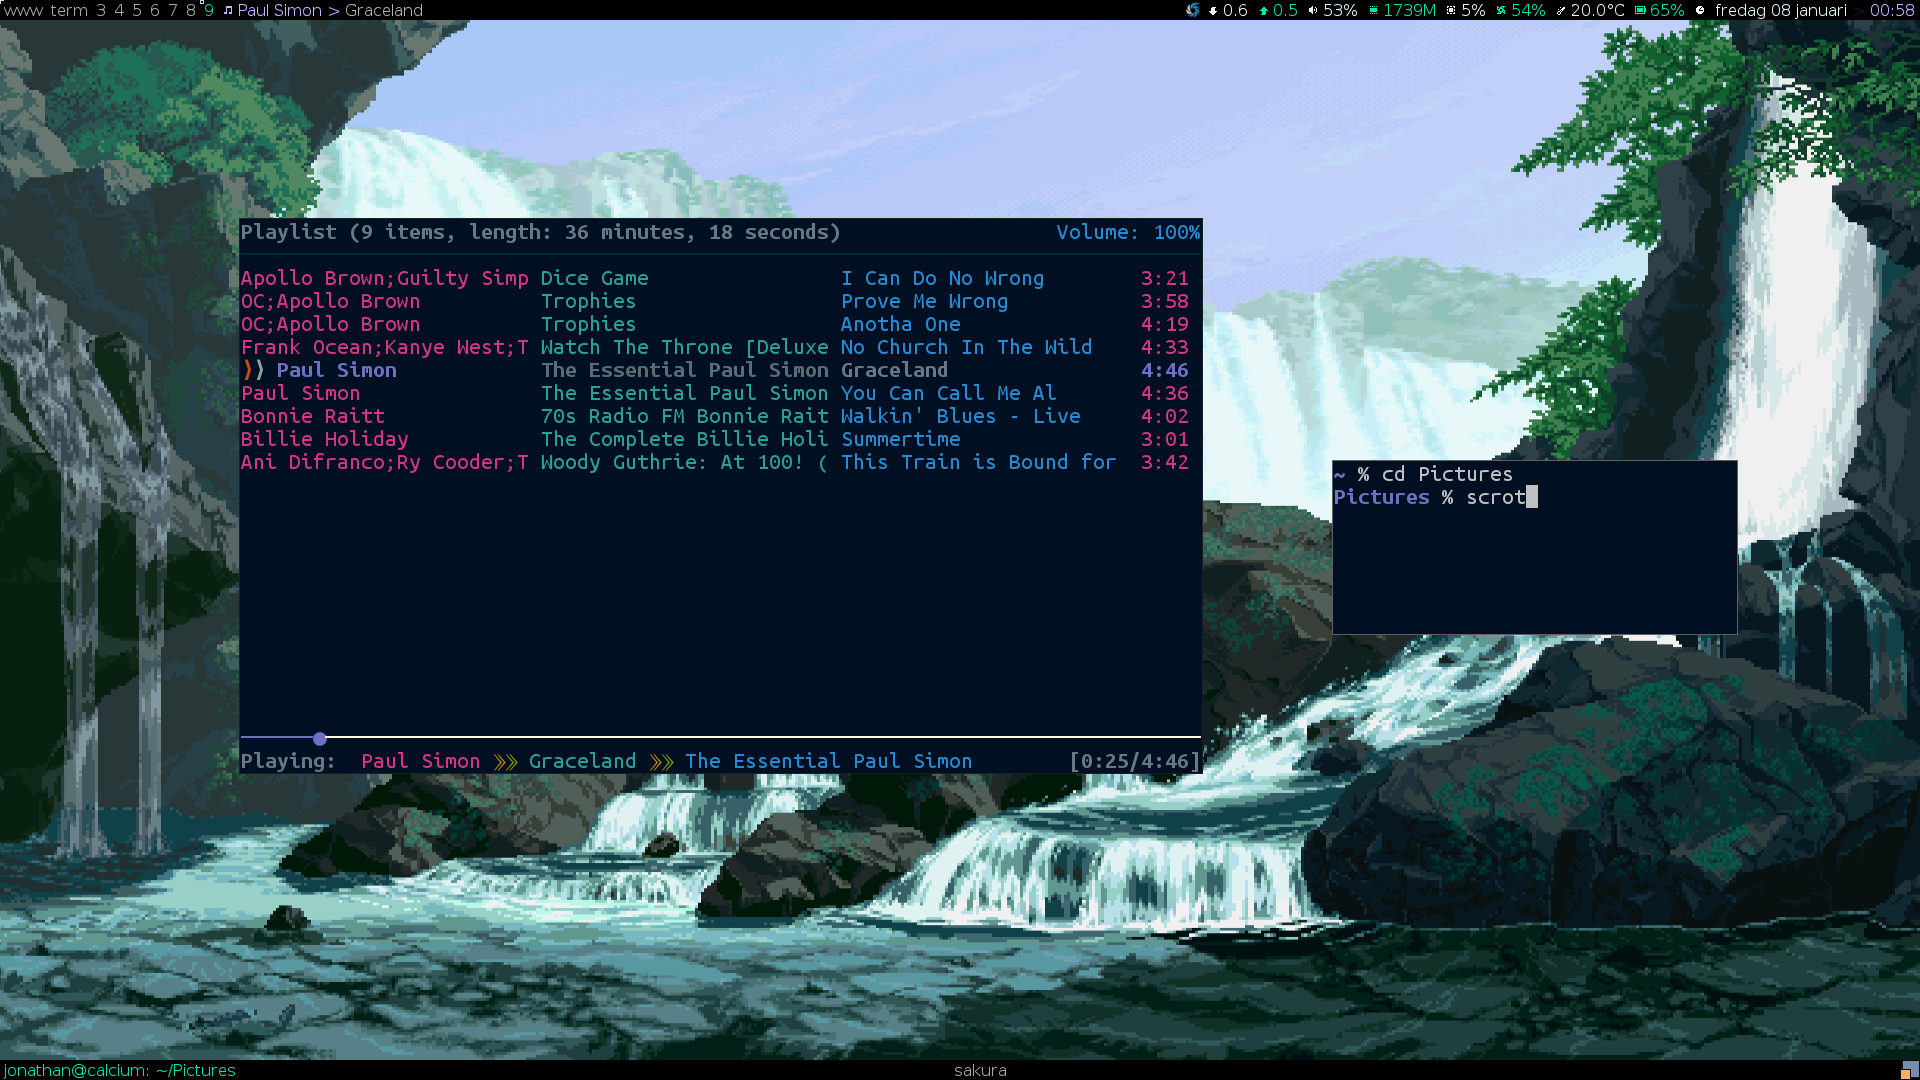 www term 3 4 5 6 7 8 9 Paul Simon > Graceland 0.6 0.5 53% 1739M 5% 54% 20.0°C 65% fredag 08 januari > 00:58
Playlist (9 items, length: 36 minutes, 18 seconds) Volume: 100%
Apollo Brown;Guilty Simp Dice Game I Can Do No Wrong 3:21
OC;Apollo Brown Trophies Prove Me Wrong 3:58
OC;Apollo Brown Trophies Anotha One 4:19
Frank Ocean;Kanye West;T Watch The Throne [Deluxe No Church In The Wild 4:33
⟩⟩ Paul Simon The Essential Paul Simon Graceland 4:46
Paul Simon The Essential Paul Simon You Can Call Me Al 4:36
Bonnie Raitt 70s Radio FM Bonnie Rait Walkin' Blues - Live 4:02
Billie Holiday The Complete Billie Holi Summertime 3:01
Ani Difranco;Ry Cooder;T Woody Guthrie: At 100! ( This Train is Bound for 3:42
Playing: Paul Simon ⟫ Graceland ⟫ The Essential Paul Simon [0:25/4:46]
~ % cd Pictures
Pictures % scrot
jonathan@calcium: ~/Pictures sakura